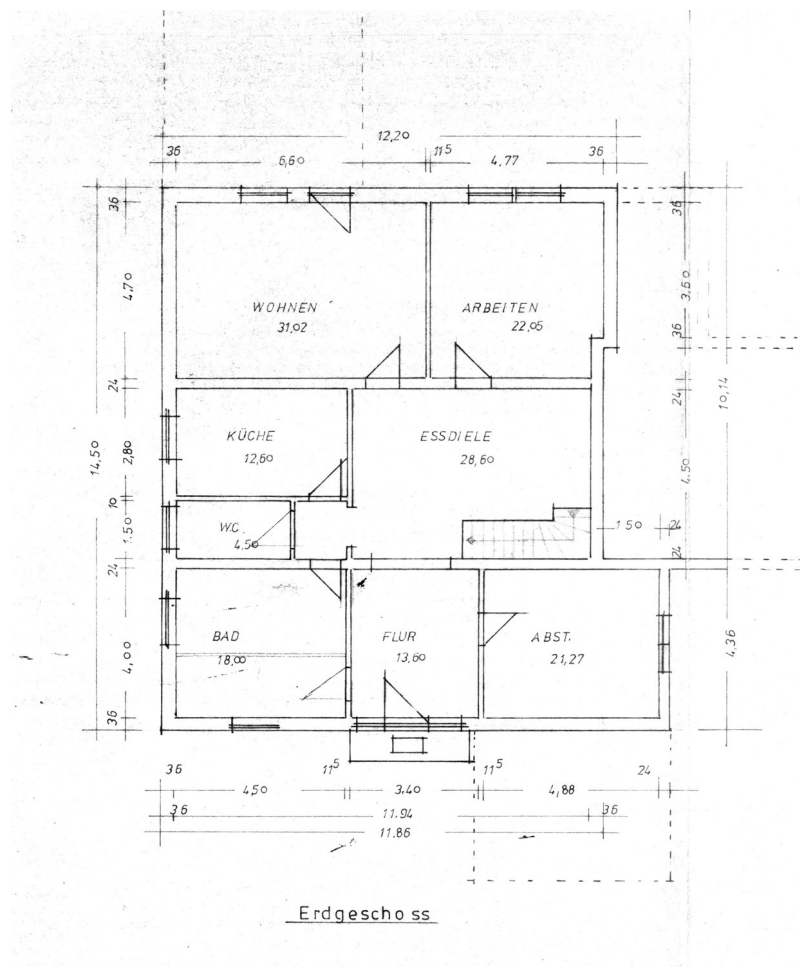 12,20
36 6,60 11⁵ 4,77 36
36
4,70
24
2,80
10
1.50
24
4,00
36
14,50
36
3,60
36
24
4.50
24
10,14
4,36
WOHNEN
31,02
ARBEITEN
22,05
KÜCHE
12,60
ESSDIELE
28,60
W.C.
4,50
1 50 24
BAD
18,00
FLUR
13,60
ABST.
21,27
36 11⁵ 11⁵ 24
4,50 3,40 4,88
36 11.94 36
11.86
Erdgeschoss